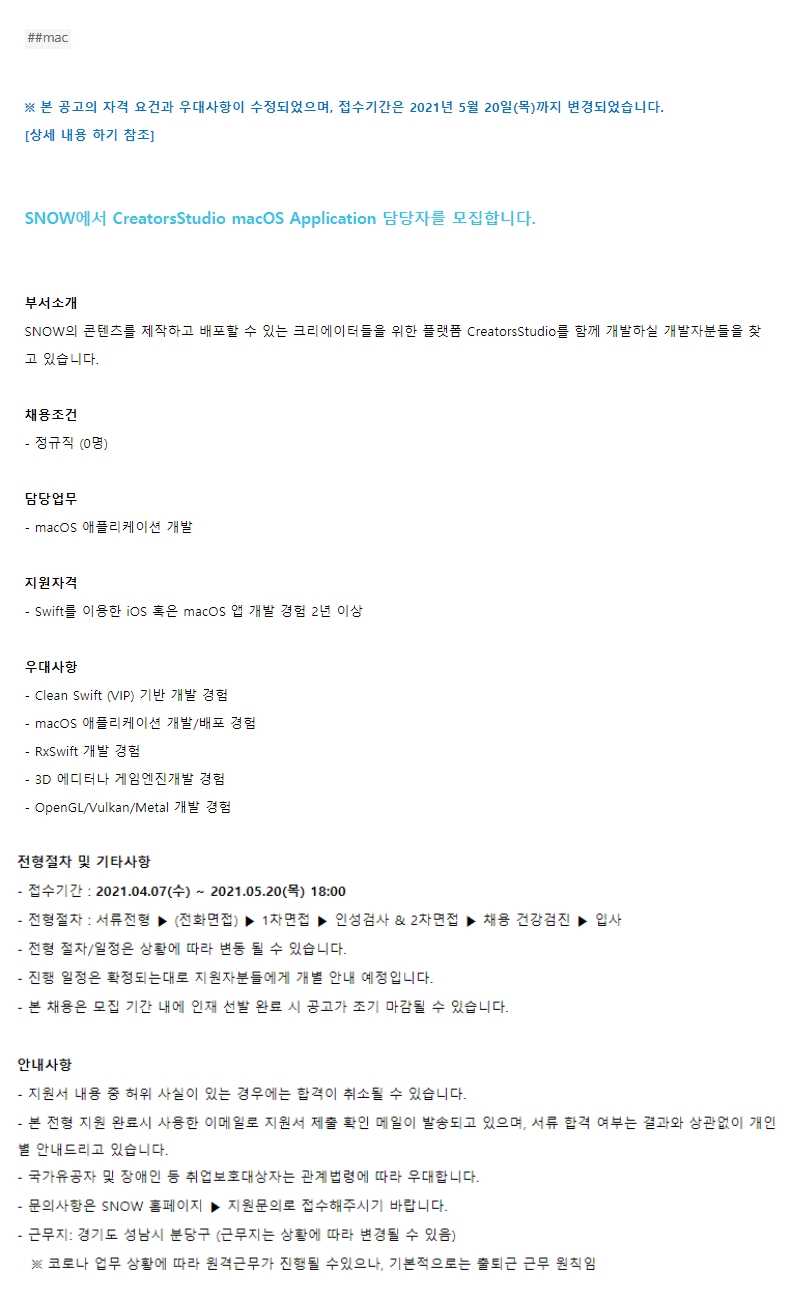 ##mac
※ 본 공고의 자격 요건과 우대사항이 수정되었으며, 접수기간은 2021년 5월 20일(목)까지 변경되었습니다.
[상세 내용 하기 참조]
SNOW에서 CreatorsStudio macOS Application 담당자를 모집합니다.
부서소개
SNOW의 콘텐츠를 제작하고 배포할 수 있는 크리에이터들을 위한 플랫폼 CreatorsStudio를 함께 개발하실 개발자분들을 찾
고 있습니다.
채용조건
- 정규직 (0명)
담당업무
- macOS 애플리케이션 개발
지원자격
- Swift를 이용한 iOS 혹은 macOS 앱 개발 경험 2년 이상
우대사항
- Clean Swift (VIP) 기반 개발 경험
- macOS 애플리케이션 개발/배포 경험
- RxSwift 개발 경험
- 3D 에디터나 게임엔진개발 경험
- OpenGL/Vulkan/Metal 개발 경험
전형절차 및 기타사항
- 접수기간 : 2021.04.07(수) ~ 2021.05.20(목) 18:00
- 전형절차 : 서류전형 ▶ (전화면접) ▶ 1차면접 ▶ 인성검사 & 2차면접 ▶ 채용 건강검진 ▶ 입사
- 전형 절차/일정은 상황에 따라 변동 될 수 있습니다.
- 진행 일정은 확정되는대로 지원자분들에게 개별 안내 예정입니다.
- 본 채용은 모집 기간 내에 인재 선발 완료 시 공고가 조기 마감될 수 있습니다.
안내사항
- 지원서 내용 중 허위 사실이 있는 경우에는 합격이 취소될 수 있습니다.
- 본 전형 지원 완료시 사용한 이메일로 지원서 제출 확인 메일이 발송되고 있으며, 서류 합격 여부는 결과와 상관없이 개인
별 안내드리고 있습니다.
- 국가유공자 및 장애인 등 취업보호대상자는 관계법령에 따라 우대합니다.
- 문의사항은 SNOW 홈페이지 ▶ 지원문의로 접수해주시기 바랍니다.
- 근무지: 경기도 성남시 분당구 (근무지는 상황에 따라 변경될 수 있음)
※ 코로나 업무 상황에 따라 원격근무가 진행될 수있으나, 기본적으로는 출퇴근 근무 원칙임